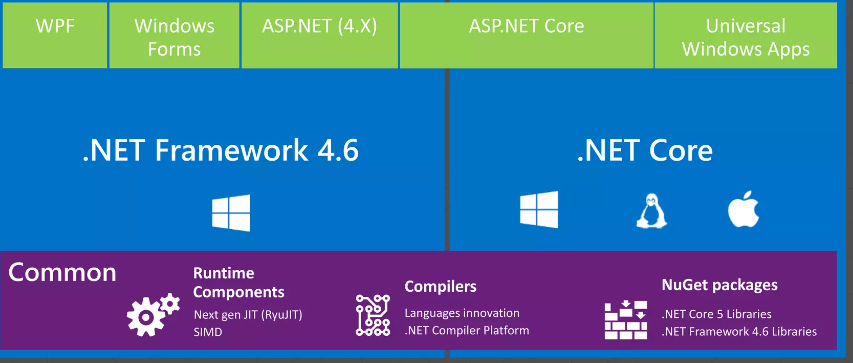 WPF
Windows
Forms
ASP.NET (4.X)
ASP.NET Core
Universal
Windows Apps
.NET Framework 4.6
.NET Core
Common
Runtime
Components
Next gen JIT (RyuJIT)
SIMD
Compilers
Languages innovation
.NET Compiler Platform
NuGet packages
.NET Core 5 Libraries
.NET Framework 4.6 Libraries